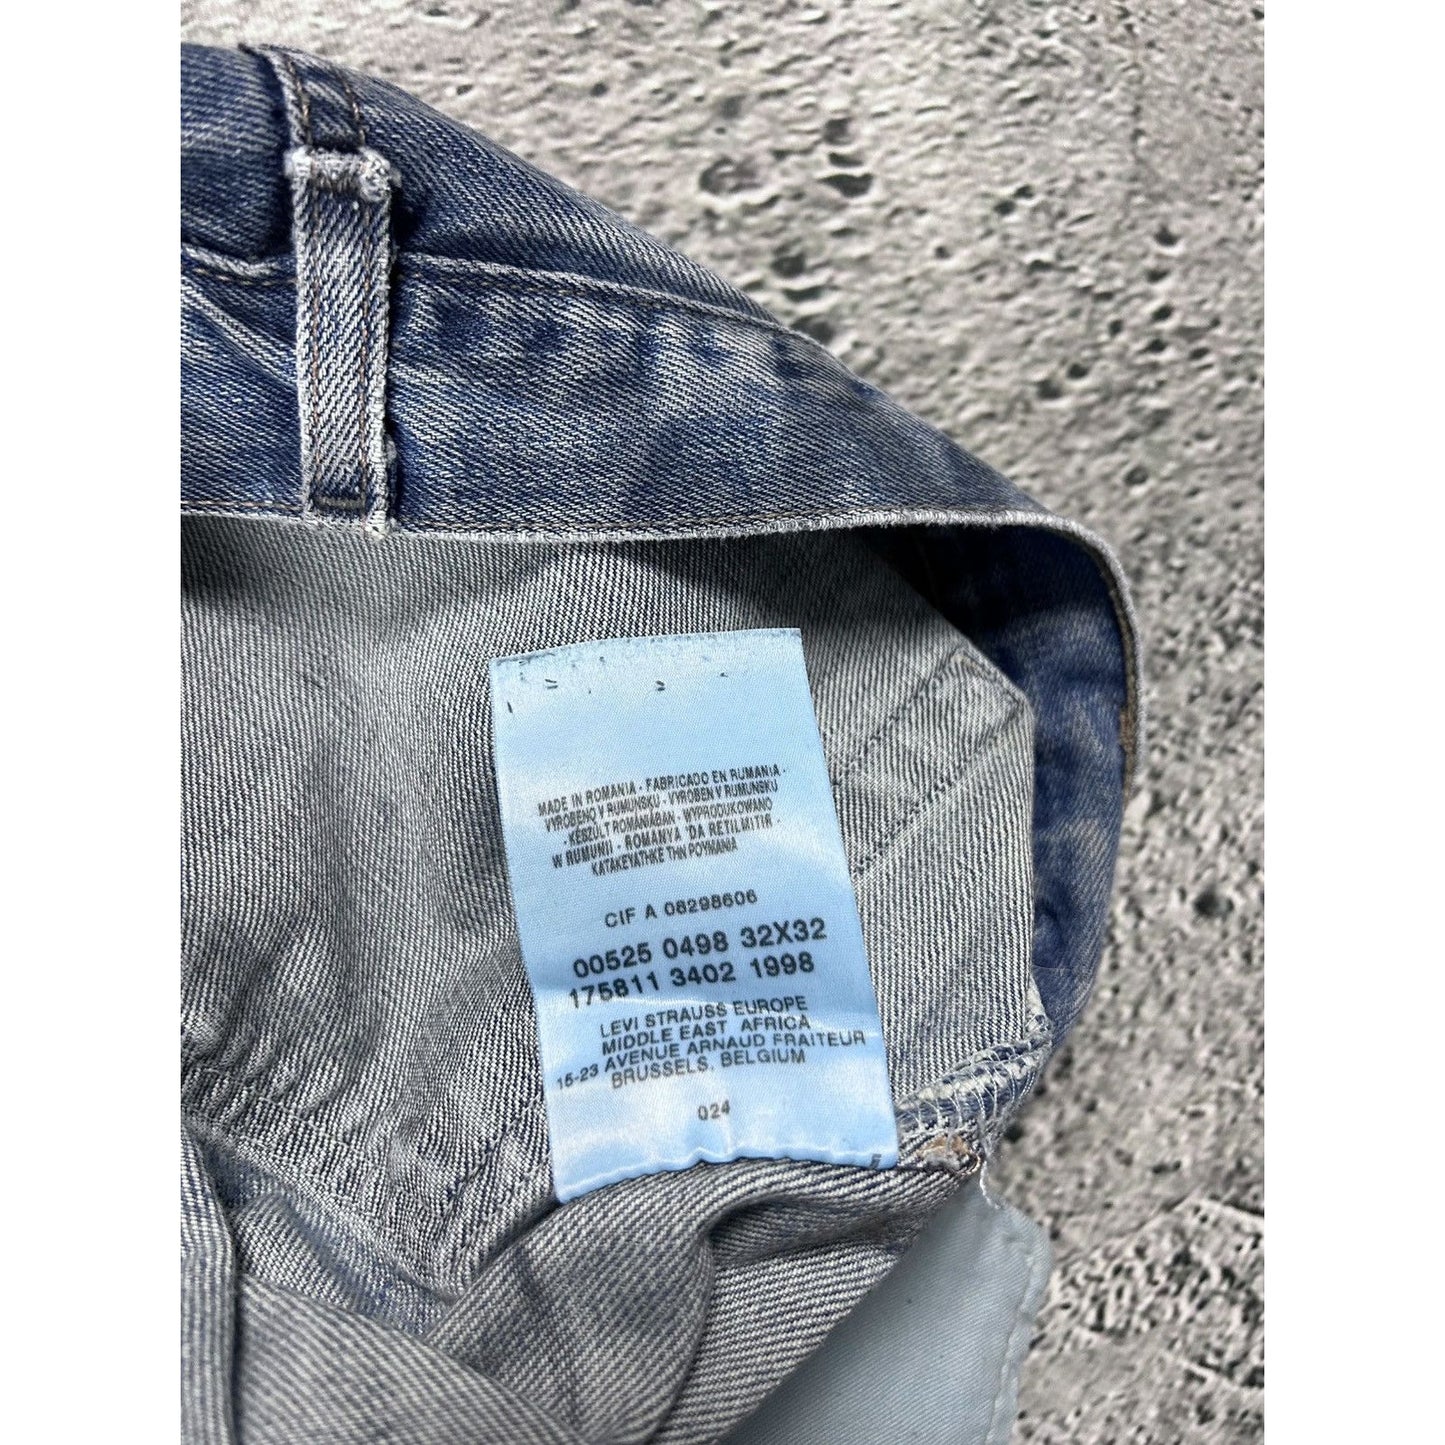 MADE IN ROMANIA - FABRICADO EN RUMANIA -
VYROBENO V RUMUNSKU - VYROBEN V RUMUNSKU
- KÉSZÜLT ROMÁNIÁBAN - WYPRODUKOWANO
W RUMUNII - ROMANYA 'DA RETILMITIR -
KATAKEYATHKE THN POYMANIA
CIF A 08298606
00525 0498 32X32
175811 3402 1998
LEVI STRAUSS EUROPE
MIDDLE EAST AFRICA
15-23 AVENUE ARNAUD FRAITEUR
BRUSSELS, BELGIUM
024